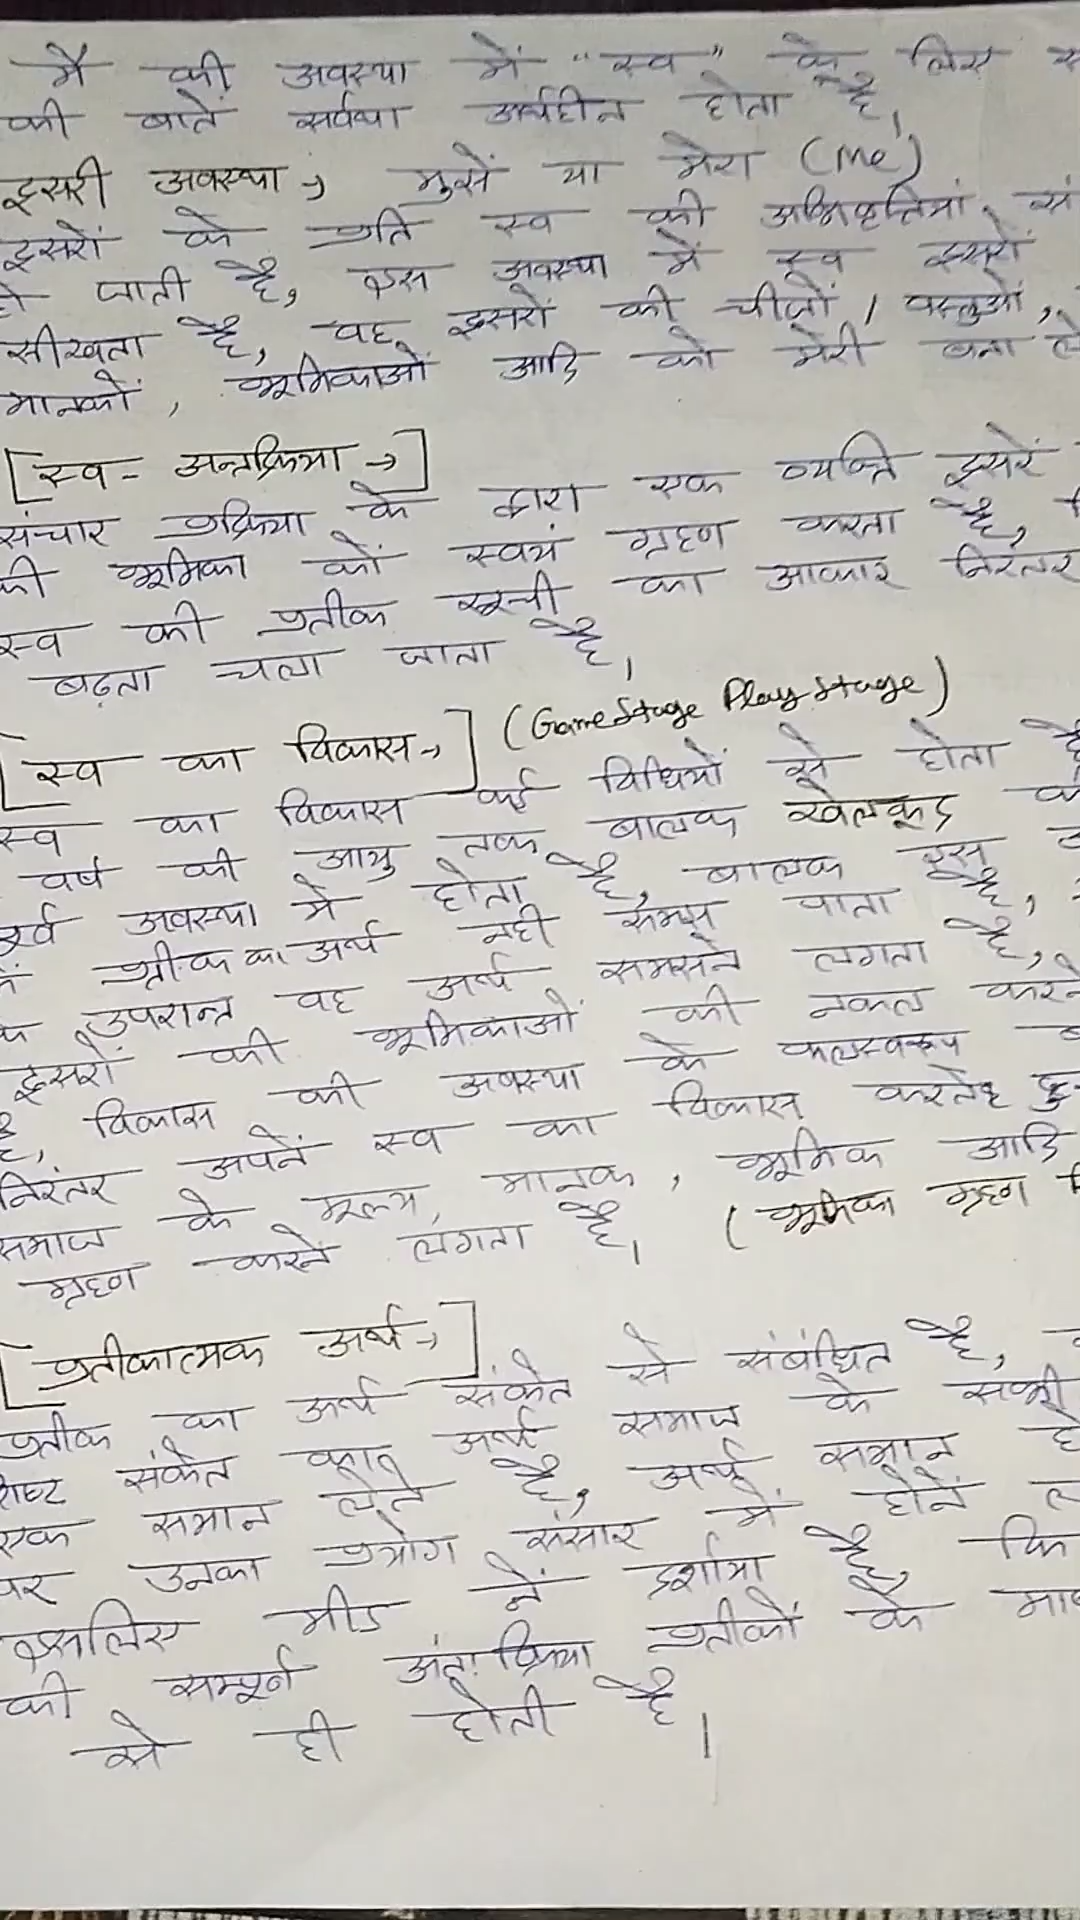 मै की अवस्था में "स्व" के लिए
की बातें सर्वथा अर्थहीन होता है,
दूसरी अवस्था → मुझें या मेरा (Me)
दूसरों के प्रति स्व की अभिवृतियां
हो जाती है, इस अवस्था में स्व दूसरों
सीखता है, वह दूसरों की चीजों / वस्तुओं,
मानकों, भूमिकाओं आदि को मेरी बना
[स्व - अन्तक्रिया →]
संचार प्रक्रिया के द्वारा एक व्यक्ति दूसरें
की भूमिका कों स्वयं ग्रहण करता है,
स्व की प्रतीक सूची का आकार निरंतर
बढ़ता चला जाता है,
[स्व का विकास →] (Game Stage Play Stage)
स्व का विकास कई विधियों से होता है
वर्ष की आयु तक बालक खेलकूद
पूर्व अवस्था में होता है, बालक इस
प्रतीक का अर्थ नहीं समझ पाता है,
के उपरान्त वह अर्थ समझने लगता है,
दूसरों की भूमिकाओं की नकल करने
है, विकास की अवस्था के फलस्वरूप
निरंतर अपनें स्व का विकास करतेह हु
समाज के मूल्य, मानक, भूमिक आदि
ग्रहण करनें लगता है, (भूमिका ग्रहण
[प्रतीकात्मक अर्थ →]
प्रतीक का अर्थ संकेत से संबंधित है,
संकेत का अर्थ समाज के सभी
एक समान लेते है, अर्थ समान
पर उनका प्रयोग संसार में होनें
इसलिए मीड नें दर्शाया है, कि
की सम्पूर्न अंत: क्रिया प्रतीकों के
से ही होती है।